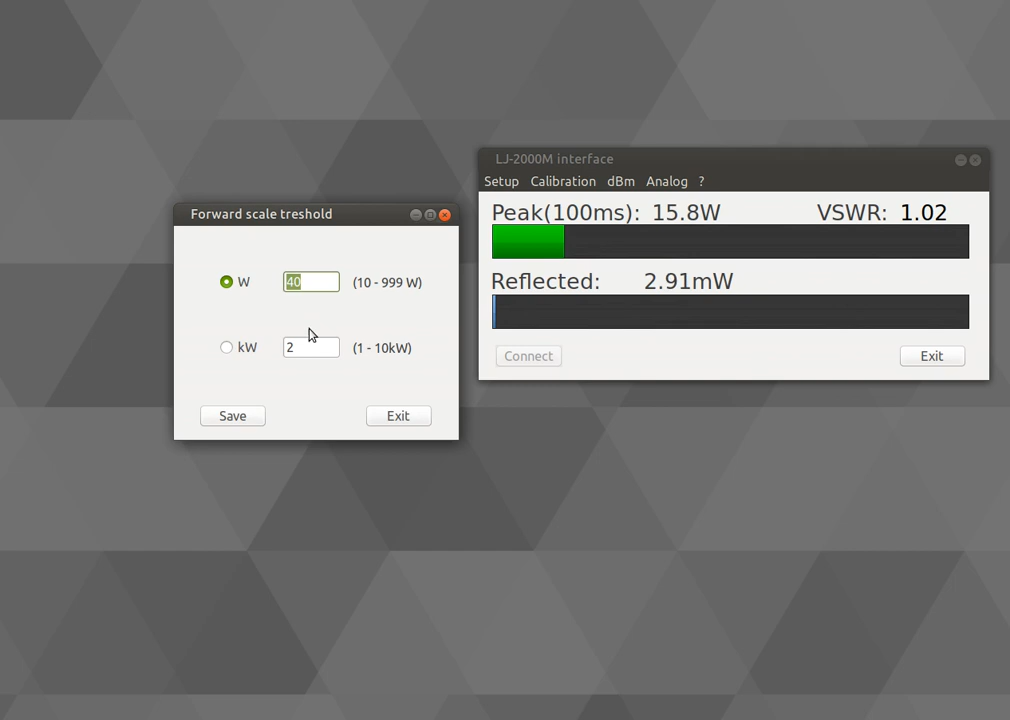 Forward scale treshold
W 40 (10 - 999 W)
kW 2 (1 - 10kW)
Save Exit
LJ-2000M interface
Setup Calibration dBm Analog ?
Peak(100ms): 15.8W VSWR: 1.02
Reflected: 2.91mW
Connect Exit